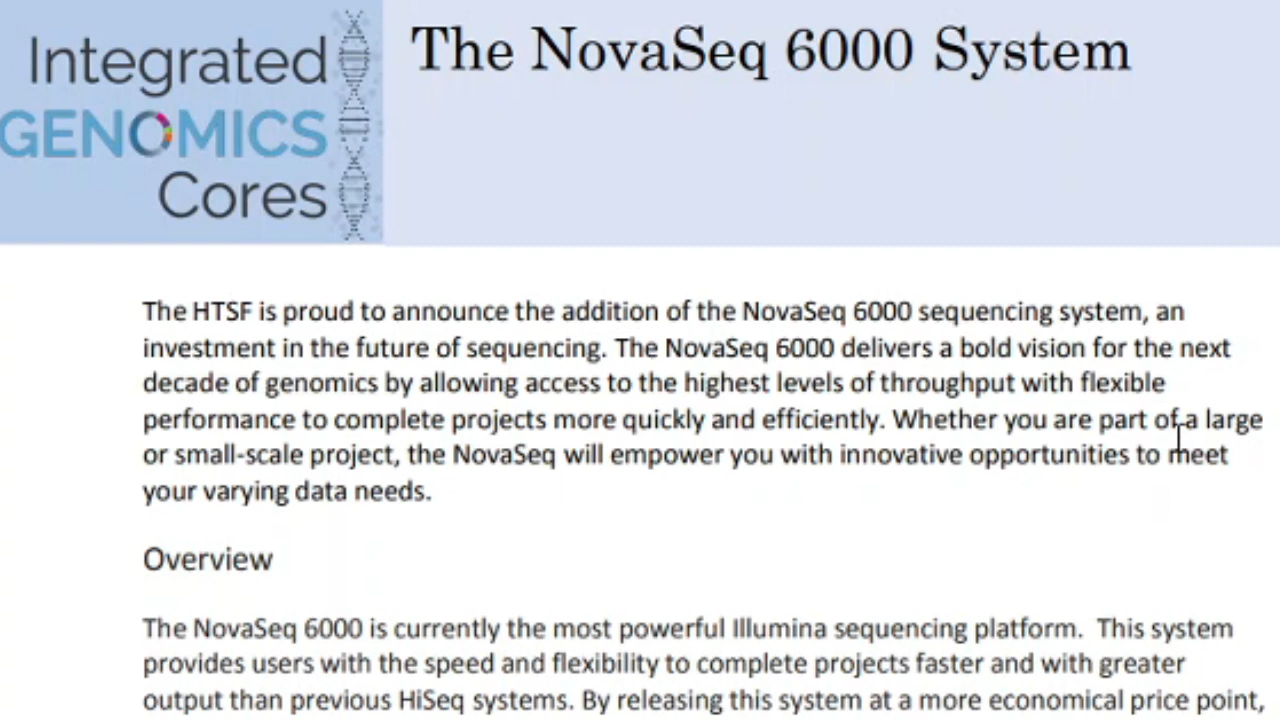 Integrated
GENOMICS
Cores
The NovaSeq 6000 System
The HTSF is proud to announce the addition of the NovaSeq 6000 sequencing system, an
investment in the future of sequencing. The NovaSeq 6000 delivers a bold vision for the next
decade of genomics by allowing access to the highest levels of throughput with flexible
performance to complete projects more quickly and efficiently. Whether you are part of a large
or small-scale project, the NovaSeq will empower you with innovative opportunities to meet
your varying data needs.
Overview
The NovaSeq 6000 is currently the most powerful Illumina sequencing platform.  This system
provides users with the speed and flexibility to complete projects faster and with greater
output than previous HiSeq systems. By releasing this system at a more economical price point,